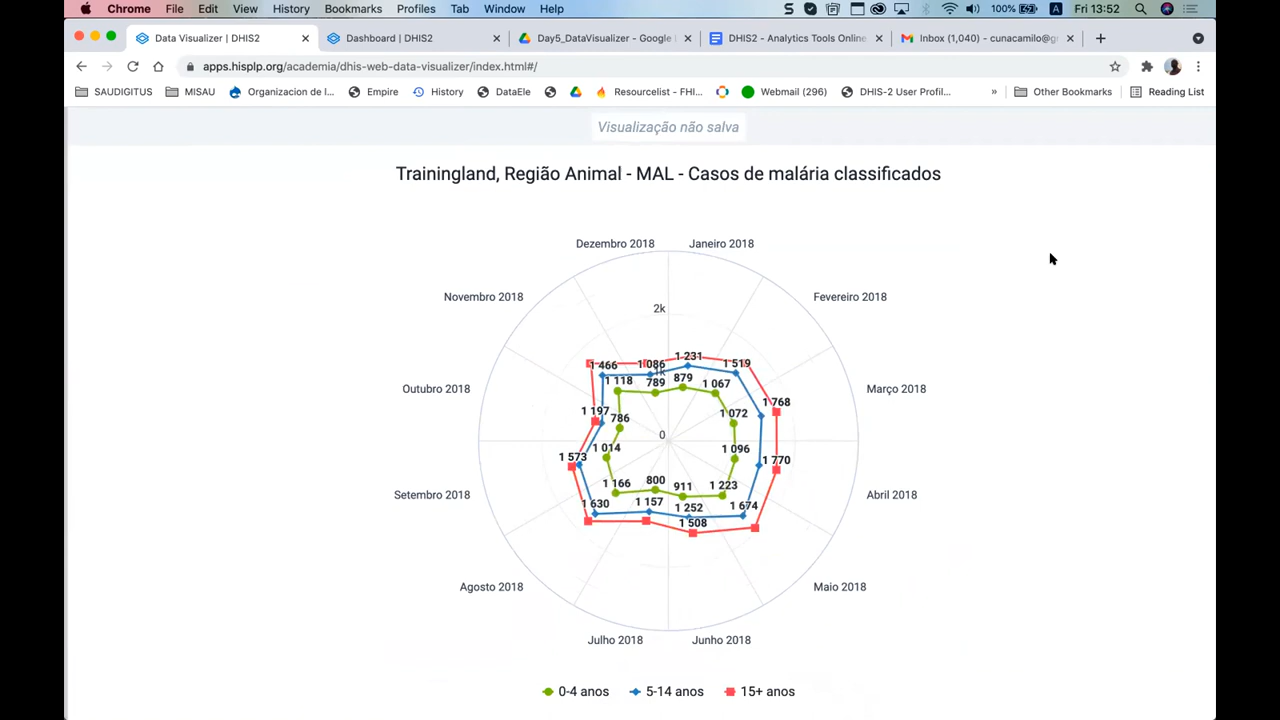 Chrome File Edit View History Bookmarks Profiles Tab Window Help 100% A Fri 13:52
Data Visualizer | DHIS2 Dashboard | DHIS2 Day5_DataVisualizer - Google DHIS2 - Analytics Tools Online Inbox (1,040) - cunacamilo@g
apps.hisplp.org/academia/dhis-web-data-visualizer/index.html#/
SAUDIGITUS MISAU Organizacion de l... Empire History DataEle Resourcelist - FHI... Webmail (296) DHIS-2 User Profil... » Other Bookmarks Reading List
Visualização não salva
Trainingland, Região Animal - MAL - Casos de malária classificados
Dezembro 2018 Janeiro 2018
Novembro 2018 Fevereiro 2018
2k
1 466 1 086 1k 1 231 1 519
1 118 789 879 1 067
Outubro 2018 Março 2018
1 197 786 1 072 1 768
0
1 573 1 014 1 096 1 770
1 166 800 911 1 223
Setembro 2018 Abril 2018
1 630 1 157 1 252 1 674
1 508
Agosto 2018 Maio 2018
Julho 2018 Junho 2018
0-4 anos 5-14 anos 15+ anos